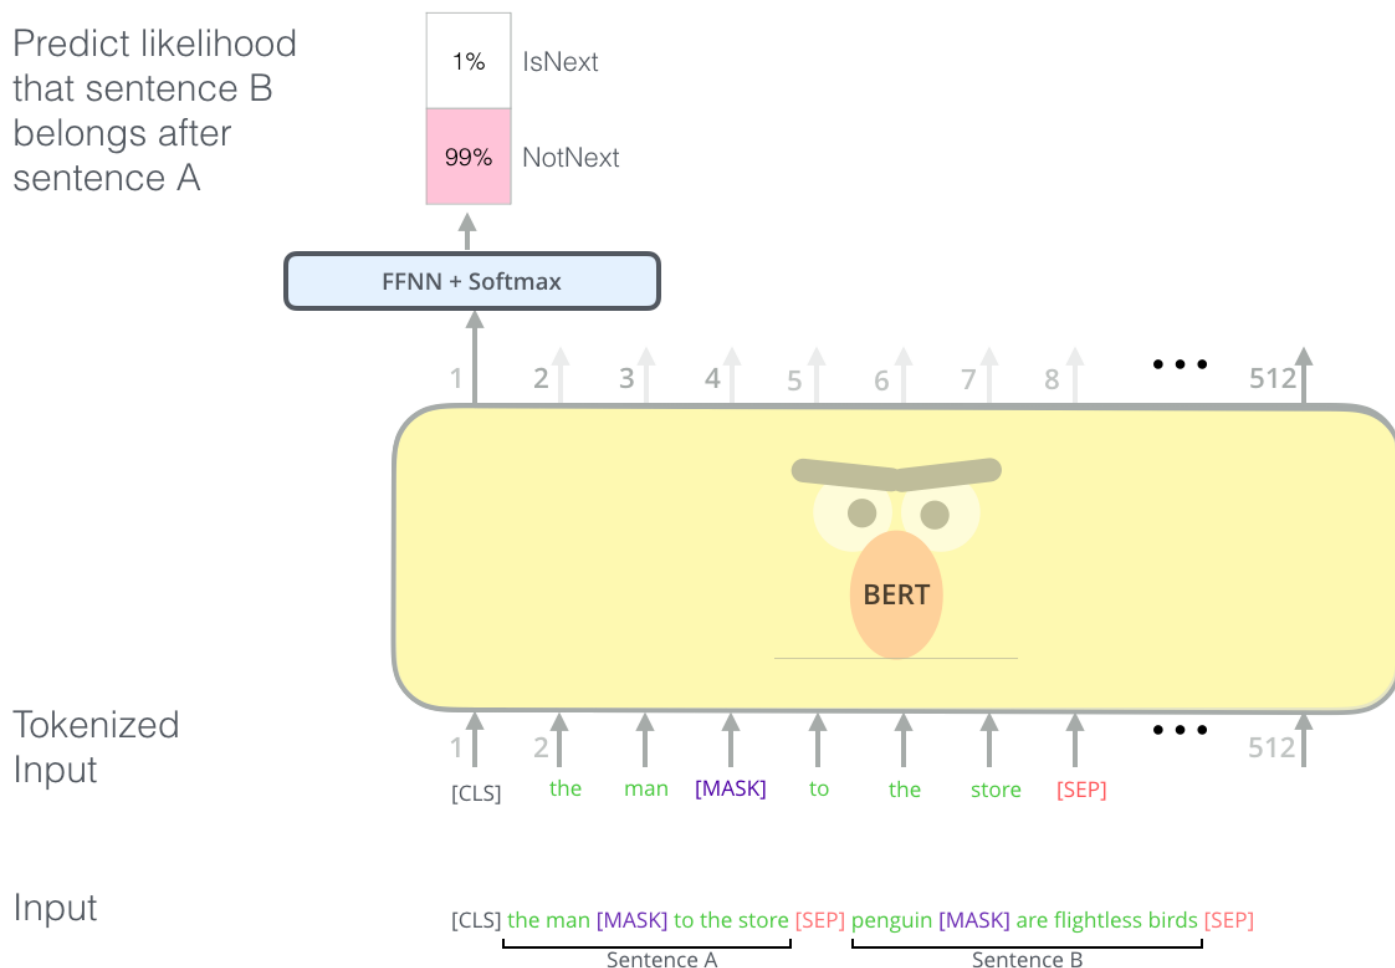 Predict likelihood
that sentence B
belongs after
sentence A
1% IsNext
99% NotNext
FFNN + Softmax
1 2 3 4 5 6 7 8 ••• 512
BERT
Tokenized
Input
1 2 ••• 512
[CLS] the man [MASK] to the store [SEP]
Input
[CLS] the man [MASK] to the store [SEP] penguin [MASK] are flightless birds [SEP]
Sentence A Sentence B